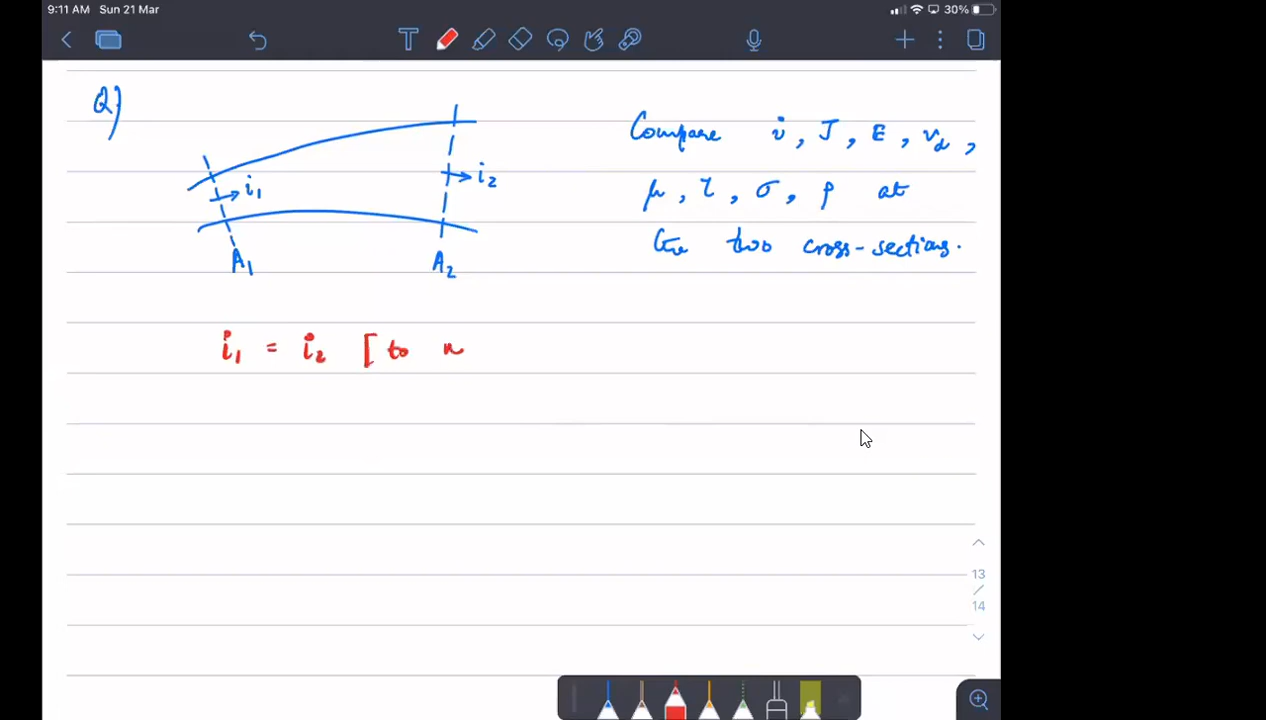 9:11 AM Sun 21 Mar
30%
T
Q)
Compare i, J, E, v_d,
i₁
i₂
μ, τ, σ, ρ at
the two cross-sections.
A₁
A₂
i₁ = i₂ [to
13
/
14